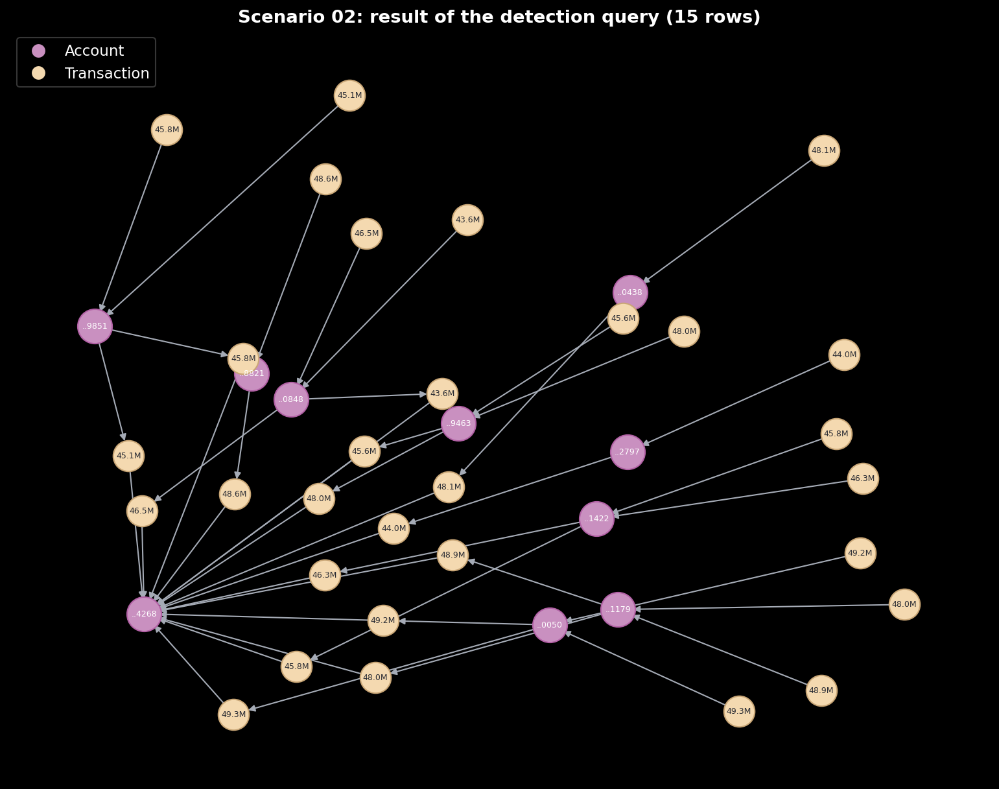 Scenario 02: result of the detection query (15 rows)
Account
Transaction
45.1M
45.8M
48.1M
48.6M
43.6M
46.5M
..0438
45.6M
..9851
48.0M
44.0M
45.8M
..8821
43.6M
..0848
..9463
45.8M
45.6M
..2797
45.1M
46.3M
48.1M
48.6M
48.0M
46.5M
..1422
44.0M
49.2M
48.9M
46.3M
48.0M
..1179
..4268
49.2M
..0050
45.8M
48.0M
48.9M
49.3M
49.3M